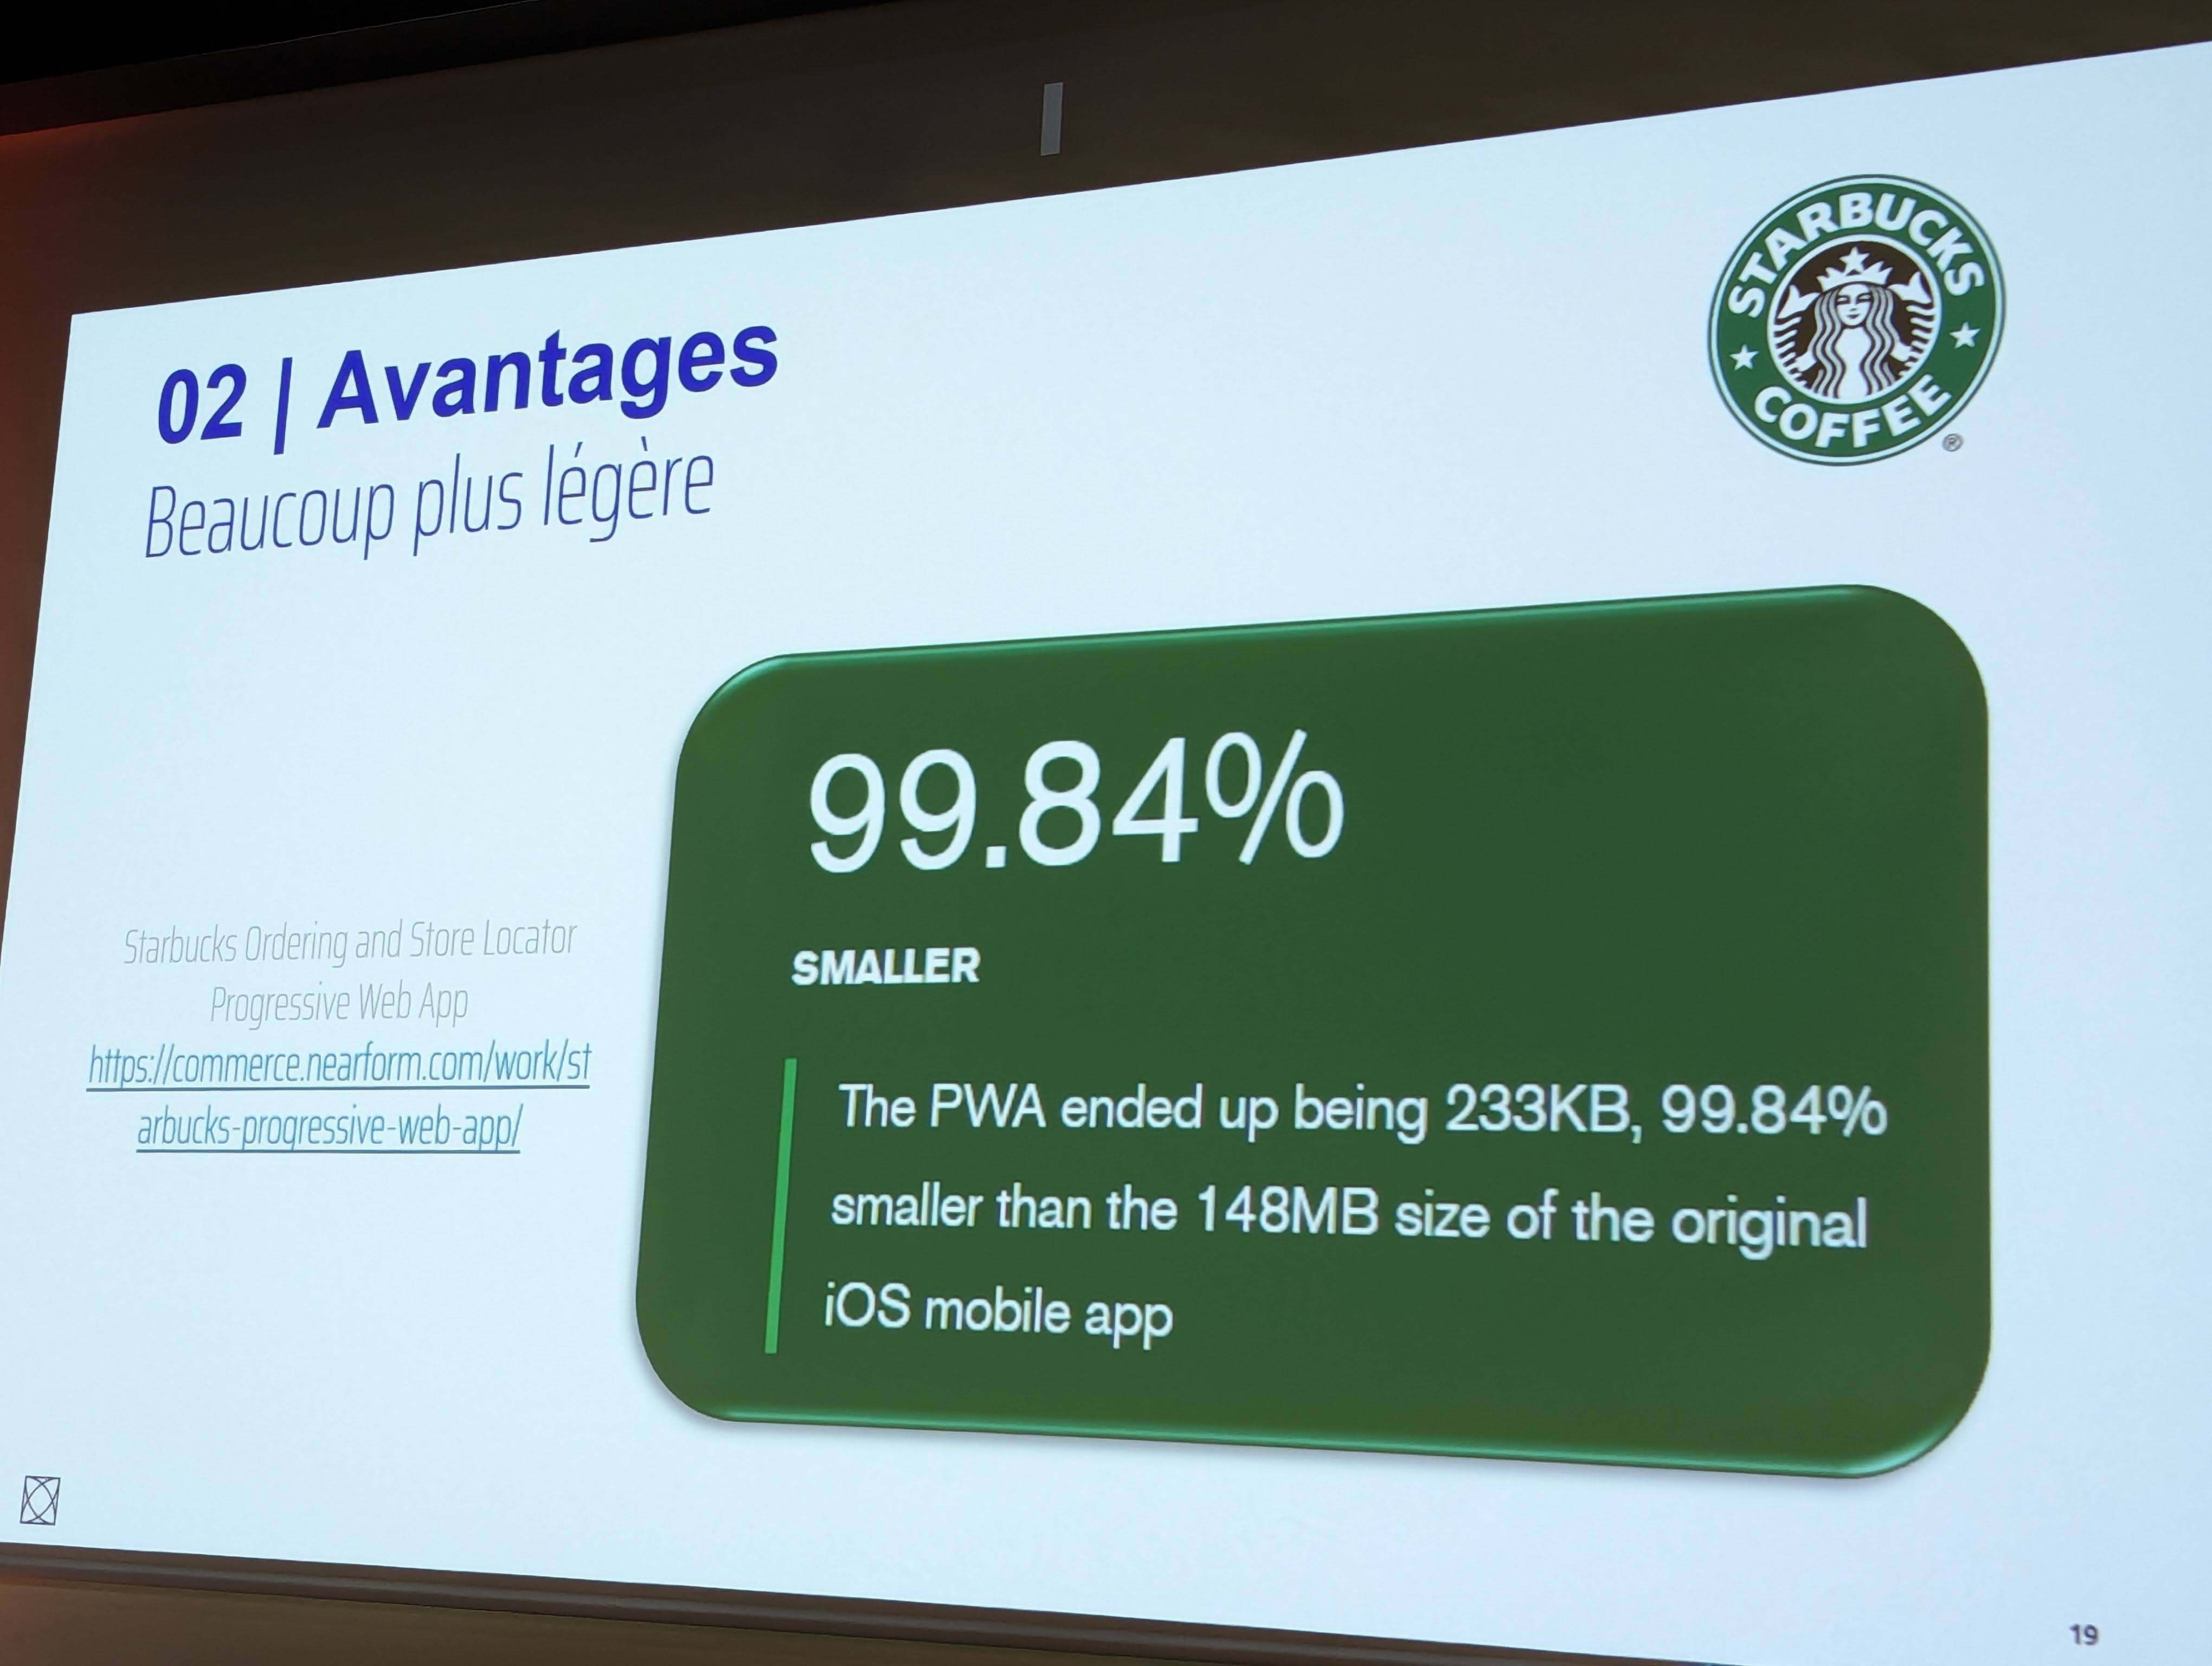 STARBUCKS
COFFEE
®
02 | Avantages
Beaucoup plus légère
Starbucks Ordering and Store Locator
Progressive Web App
https://commerce.nearform.com/work/st
arbucks-progressive-web-app/
99.84%
SMALLER
The PWA ended up being 233KB, 99.84%
smaller than the 148MB size of the original
iOS mobile app
19